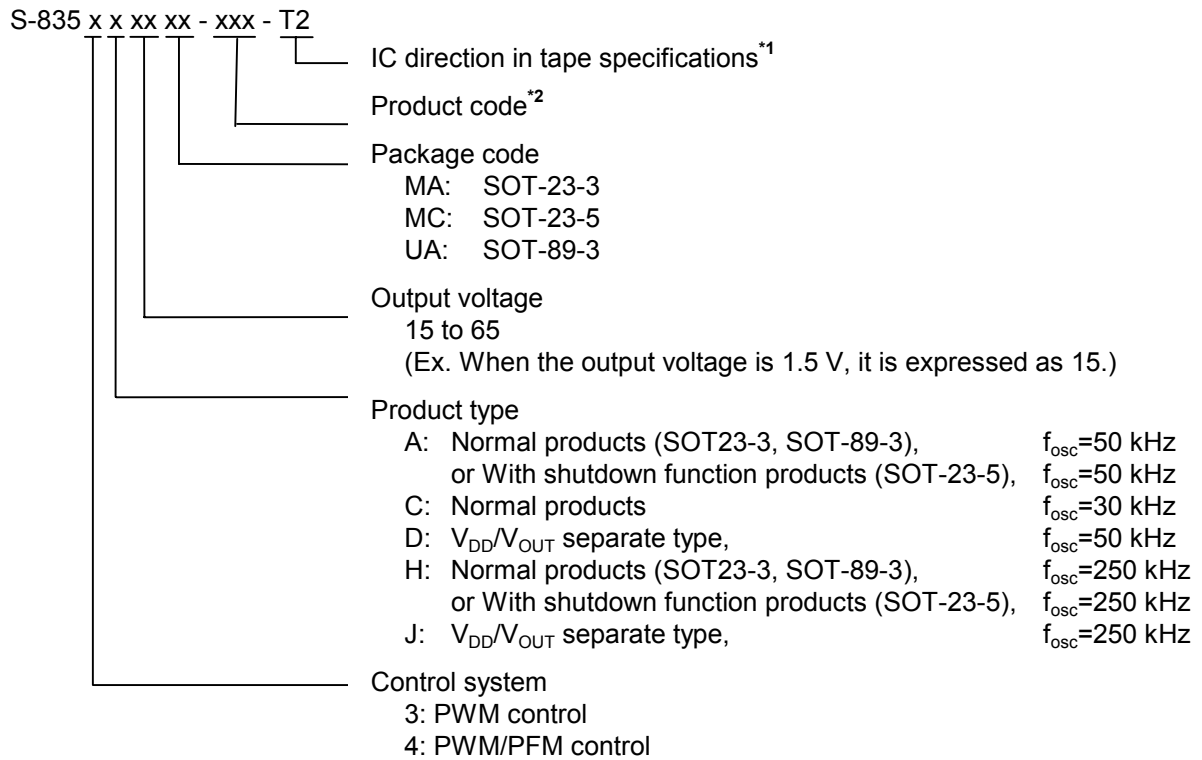 S-835 x x xx xx - xxx - T2
IC direction in tape specifications*1
Product code*2
Package code
MA: SOT-23-3
MC: SOT-23-5
UA: SOT-89-3
Output voltage
15 to 65
(Ex. When the output voltage is 1.5 V, it is expressed as 15.)
Product type
A: Normal products (SOT23-3, SOT-89-3), fosc=50 kHz
or With shutdown function products (SOT-23-5), fosc=50 kHz
C: Normal products fosc=30 kHz
D: VDD/VOUT separate type, fosc=50 kHz
H: Normal products (SOT23-3, SOT-89-3), fosc=250 kHz
or With shutdown function products (SOT-23-5), fosc=250 kHz
J: VDD/VOUT separate type, fosc=250 kHz
Control system
3: PWM control
4: PWM/PFM control